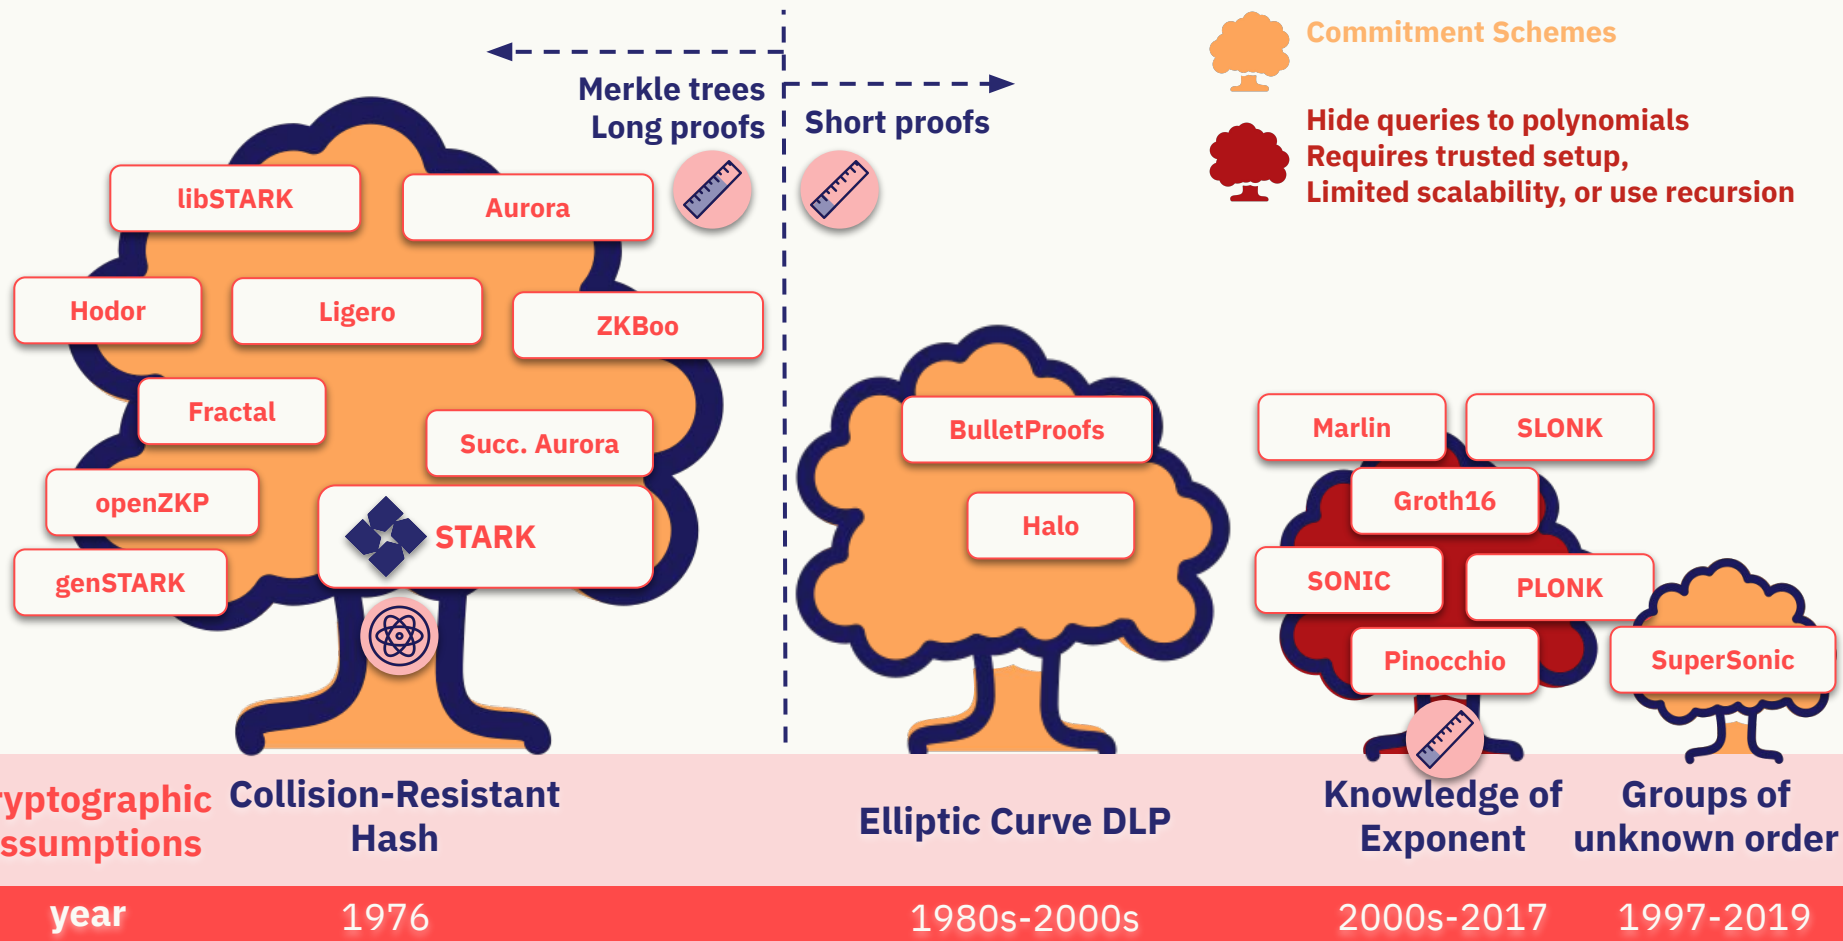 Commitment Schemes
Merkle trees
Long proofs
Short proofs
Hide queries to polynomials
Requires trusted setup,
Limited scalability, or use recursion
libSTARK
Aurora
Hodor
Ligero
ZKBoo
Fractal
Succ. Aurora
openZKP
STARK
genSTARK
BulletProofs
Halo
Marlin
SLONK
Groth16
SONIC
PLONK
Pinocchio
SuperSonic
ryptographic
ssumptions
Collision-Resistant
Hash
Elliptic Curve DLP
Knowledge of
Exponent
Groups of
unknown order
year
1976
1980s-2000s
2000s-2017
1997-2019